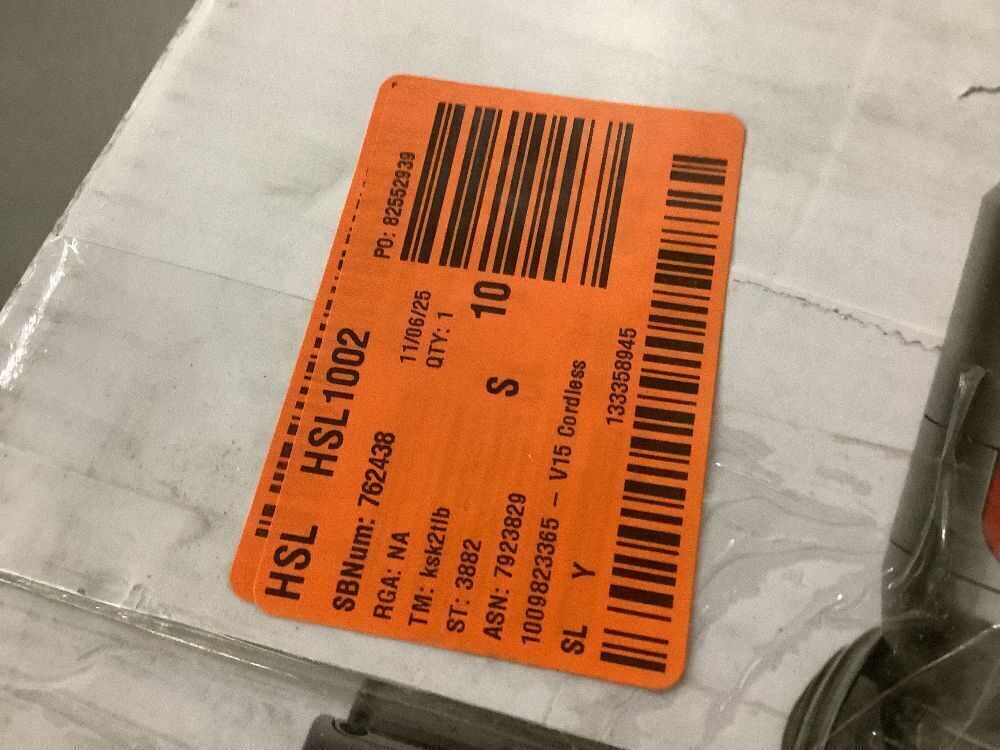 HSL HSL1002
SBNum: 762438
RGA: NA
11/06/25
PO: 82552939
TM: ksk2tlb
QTY: 1
ST: 3882
ASN: 7923829
S
10
1009823365 – V15 Cordless
SL Y
133358945